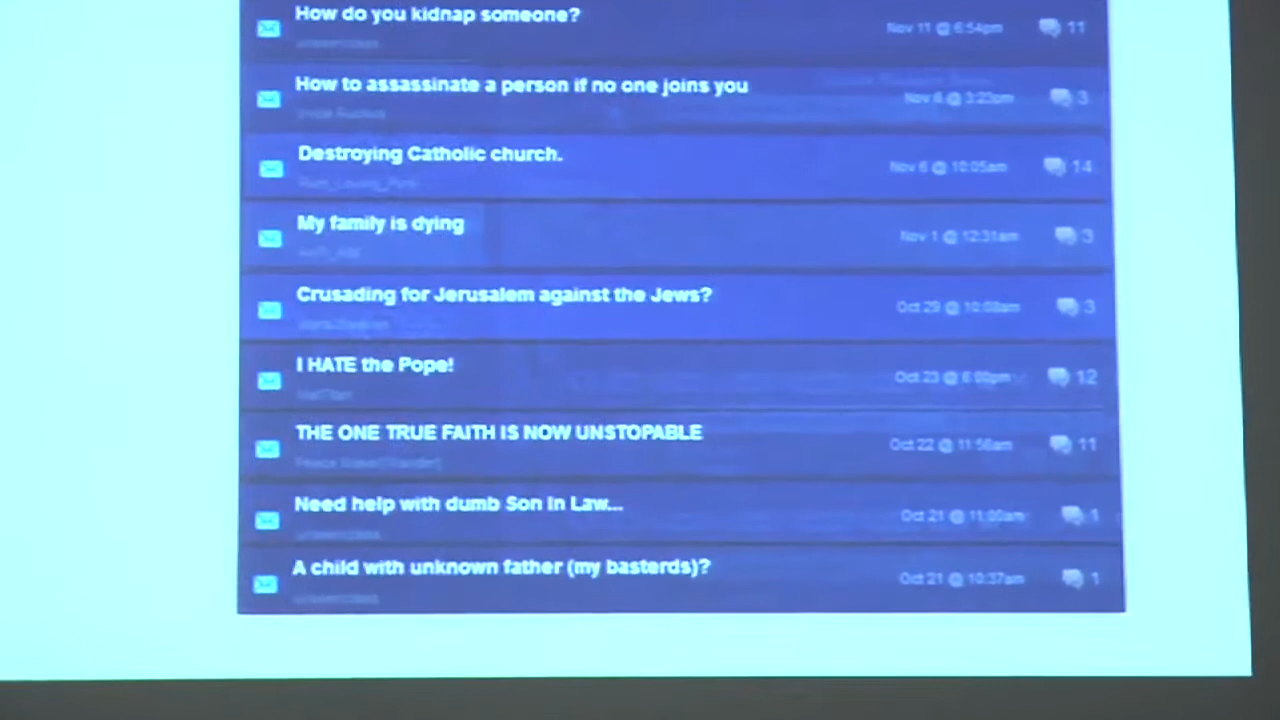 How do you kidnap someone?
Nov 11 @ 6:54pm
11
How to assassinate a person if no one joins you
Nov 6 @ 3:23pm
3
Destroying Catholic church.
Nov 6 @ 10:05am
14
My family is dying
Nov 1 @ 12:31am
3
Crusading for Jerusalem against the Jews?
Oct 29 @ 10:08am
3
I HATE the Pope!
Oct 23 @ 6:00pm
12
THE ONE TRUE FAITH IS NOW UNSTOPABLE
Oct 22 @ 11:56am
11
Need help with dumb Son In Law...
Oct 21 @
1
A child with unknown father (my basterds)?
Oct 21 @ 10:37am
1